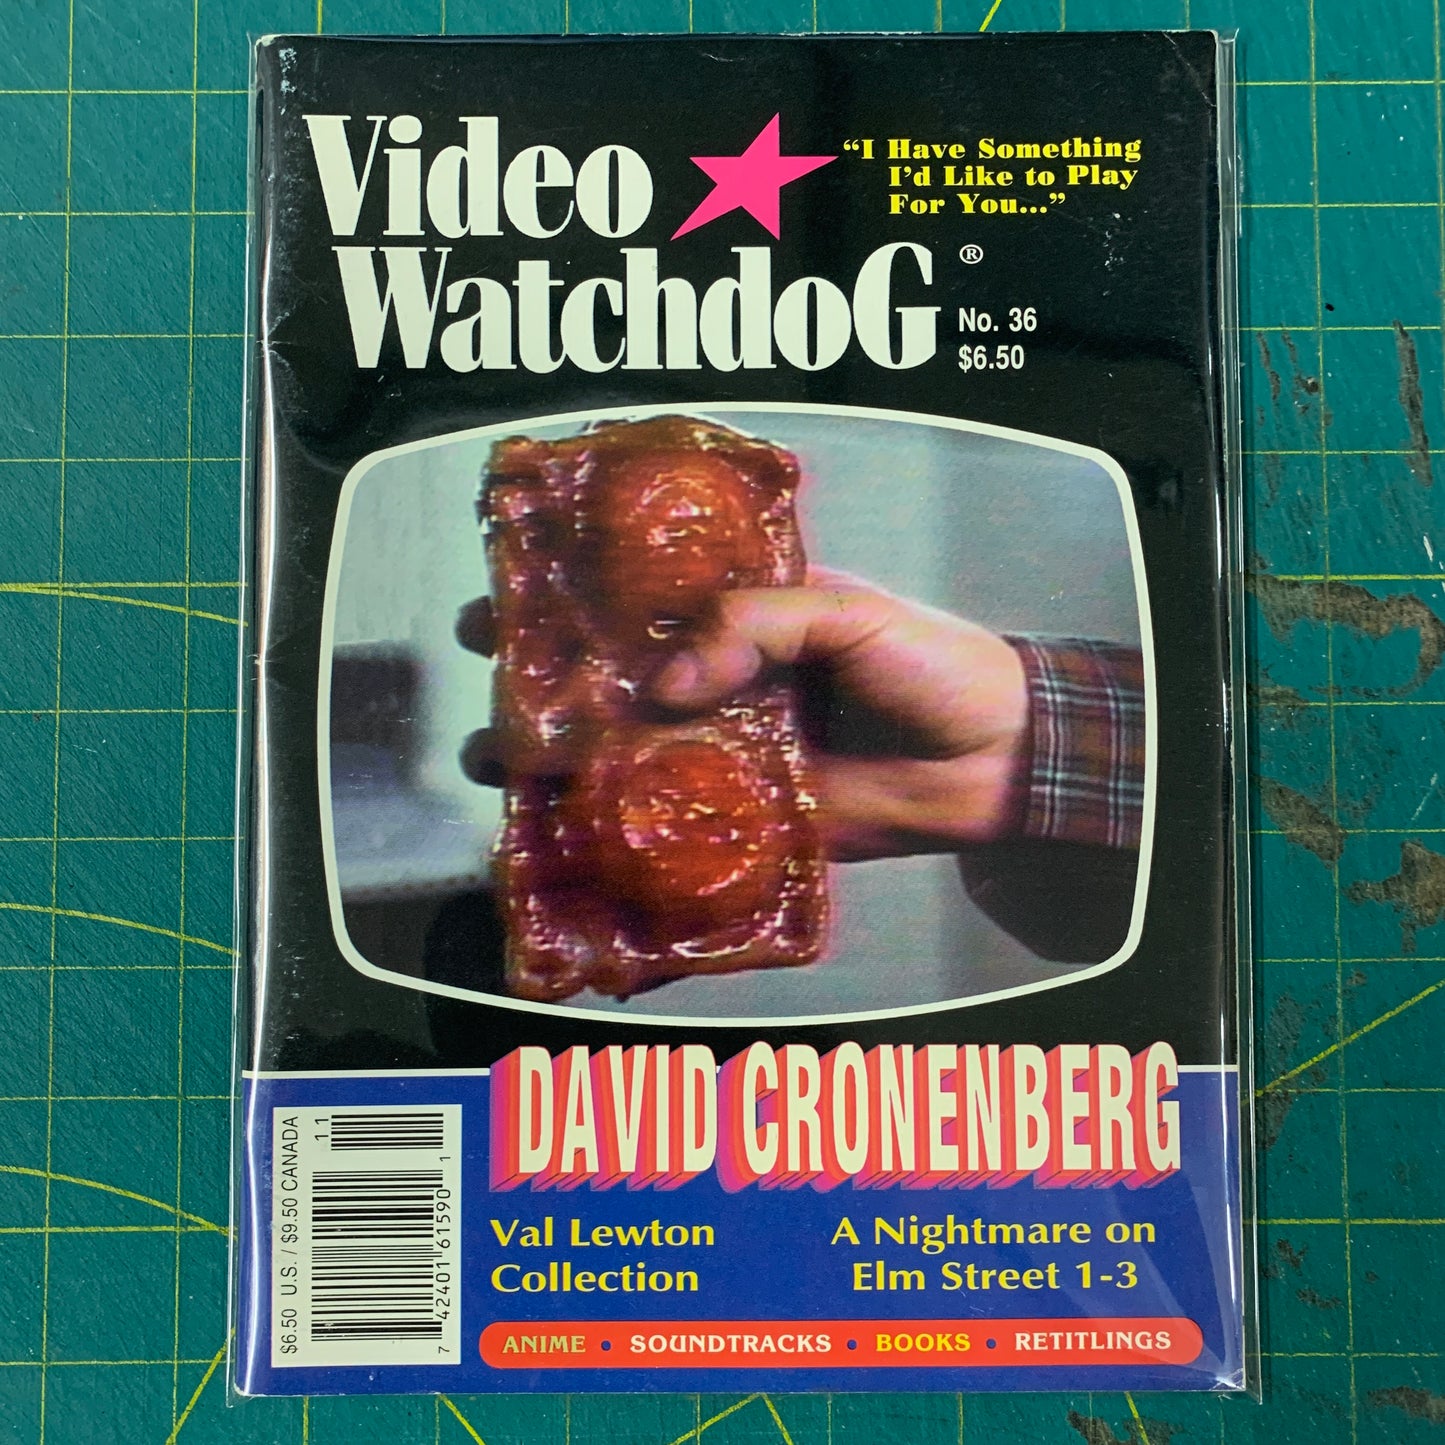 Video
WatchdoG ®
“I Have Something
I’d Like to Play
For You...”
No. 36
$6.50
DAVID CRONENBERG
Val Lewton
Collection
A Nightmare on
Elm Street 1-3
ANIME • SOUNDTRACKS • BOOKS • RETITLINGS
$6.50 U.S. / $9.50 CANADA
11
7 42401 61590 1